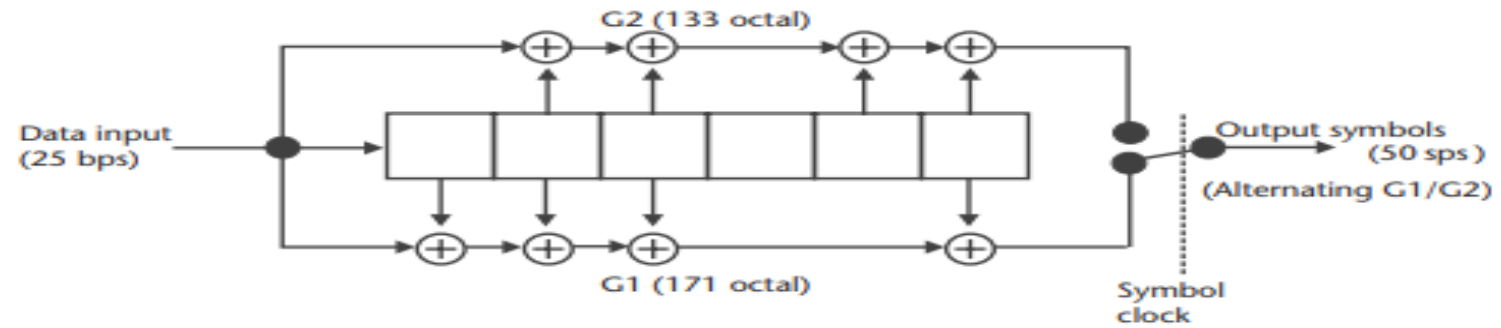 G2 (133 octal)
Data input
(25 bps)
Output symbols
(50 sps )
(Alternating G1/G2)
G1 (171 octal)
Symbol
clock